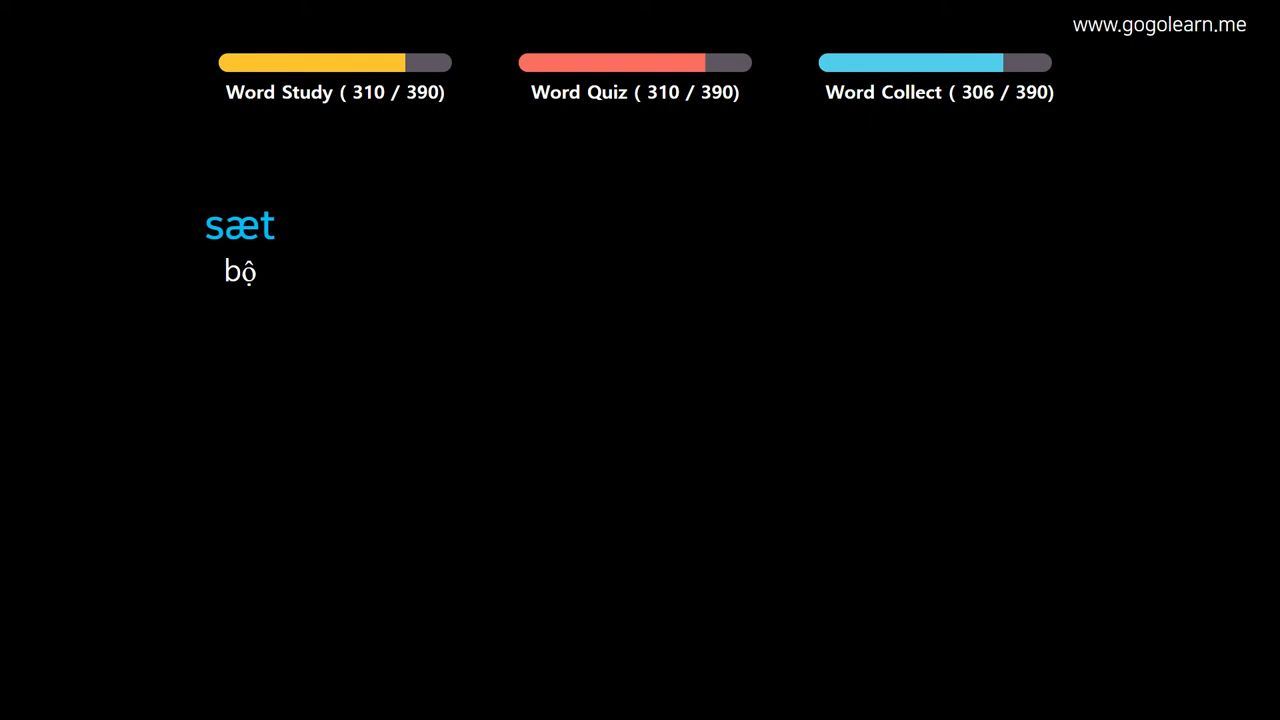 www.gogolearn.me
Word Study ( 310 / 390)
Word Quiz ( 310 / 390)
Word Collect ( 306 / 390)
sæt
bộ